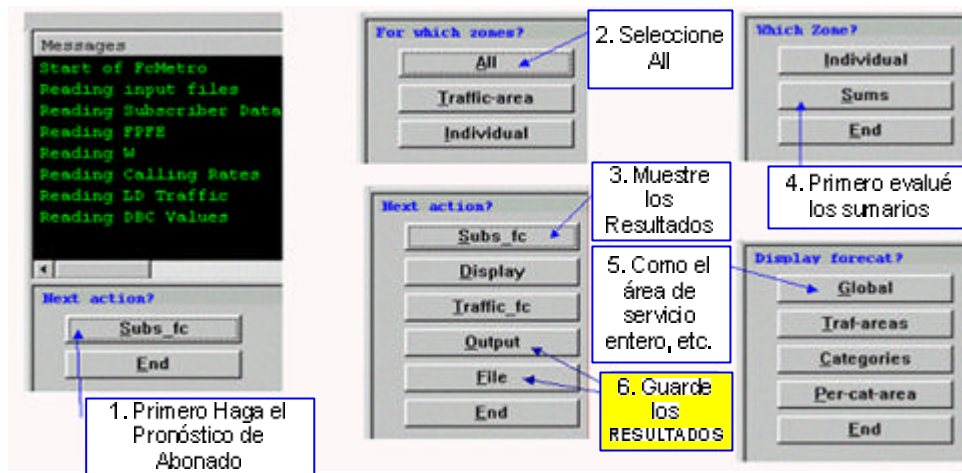 Messages
Start of FcMetro
Reading input files
Reading Subscriber Data
Reading FPFE
Reading W
Reading Calling Rates
Reading LD Traffic
Reading DBC Values
Next action?
Subs_fc
End
1. Primero Haga el
Pronóstico de
Abonado
For which zones?
All
Traffic-area
Individual
2. Seleccione
All
Next action?
Subs_fc
Display
Traffic_fc
Output
File
End
3. Muestre
los
Resultados
5. Como el
área de
servicio
entero, etc.
6. Guarde
los
RESULTADOS
Which Zone?
Individual
Sums
End
4. Primero evalué
los sumarios
Display forecat?
Global
Traf-areas
Categories
Per-cat-area
End